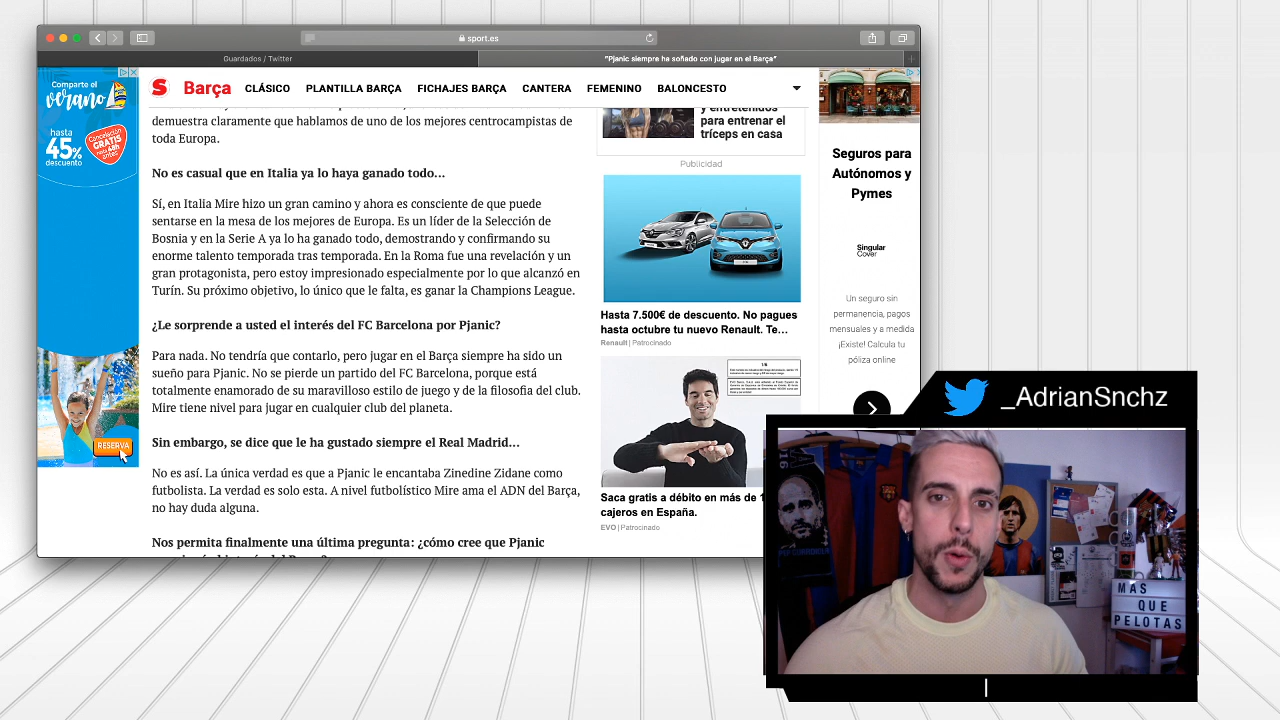 sport.es
Guardados / Twitter
"Pjanic siempre ha soñado con jugar en el Barça"
Comparte el
verano
hasta
45%
descuento
Cancelación
GRATIS
RESERVA
S Barça CLÁSICO PLANTILLA BARÇA FICHAJES BARÇA CANTERA FEMENINO BALONCESTO
muestra claramente que hablamos de uno de los mejores centrocampistas de
toda Europa.
No es casual que en Italia ya lo haya ganado todo...
Sí, en Italia Mire hizo un gran camino y ahora es consciente de que puede
sentarse en la mesa de los mejores de Europa. Es un líder de la Selección de
Bosnia y en la Serie A ya lo ha ganado todo, demostrando y confirmando su
enorme talento temporada tras temporada. En la Roma fue una revelación y un
gran protagonista, pero estoy impresionado especialmente por lo que alcanzó en
Turín. Su próximo objetivo, lo único que le falta, es ganar la Champions League.
¿Le sorprende a usted el interés del FC Barcelona por Pjanic?
Para nada. No tendría que contarlo, pero jugar en el Barça siempre ha sido un
sueño para Pjanic. No se pierde un partido del FC Barcelona, porque está
totalmente enamorado de su maravilloso estilo de juego y de la filosofía del club.
Mire tiene nivel para jugar en cualquier club del planeta.
Sin embargo, se dice que le ha gustado siempre el Real Madrid...
No es así. La única verdad es que a Pjanic le encantaba Zinedine Zidane como
futbolista. La verdad es solo esta. A nivel futbolístico Mire ama el ADN del Barça,
no hay duda alguna.
Nos permita finalmente una última pregunta: ¿cómo cree que Pjanic
y entretenidos
para entrenar el
tríceps en casa
Publicidad
Hasta 7.500€ de descuento. No pagues
hasta octubre tu nuevo Renault. Te...
Renault | Patrocinado
Saca gratis a débito en más de 1
cajeros en España.
EVO | Patrocinado
Seguros para
Autónomos y
Pymes
Singular
Cover
Un seguro sin
permanencia, pagos
mensuales y a medida
¡Existe! Calcula tu
póliza online
_AdrianSnchz
MÁS
QUE
PELOTAS